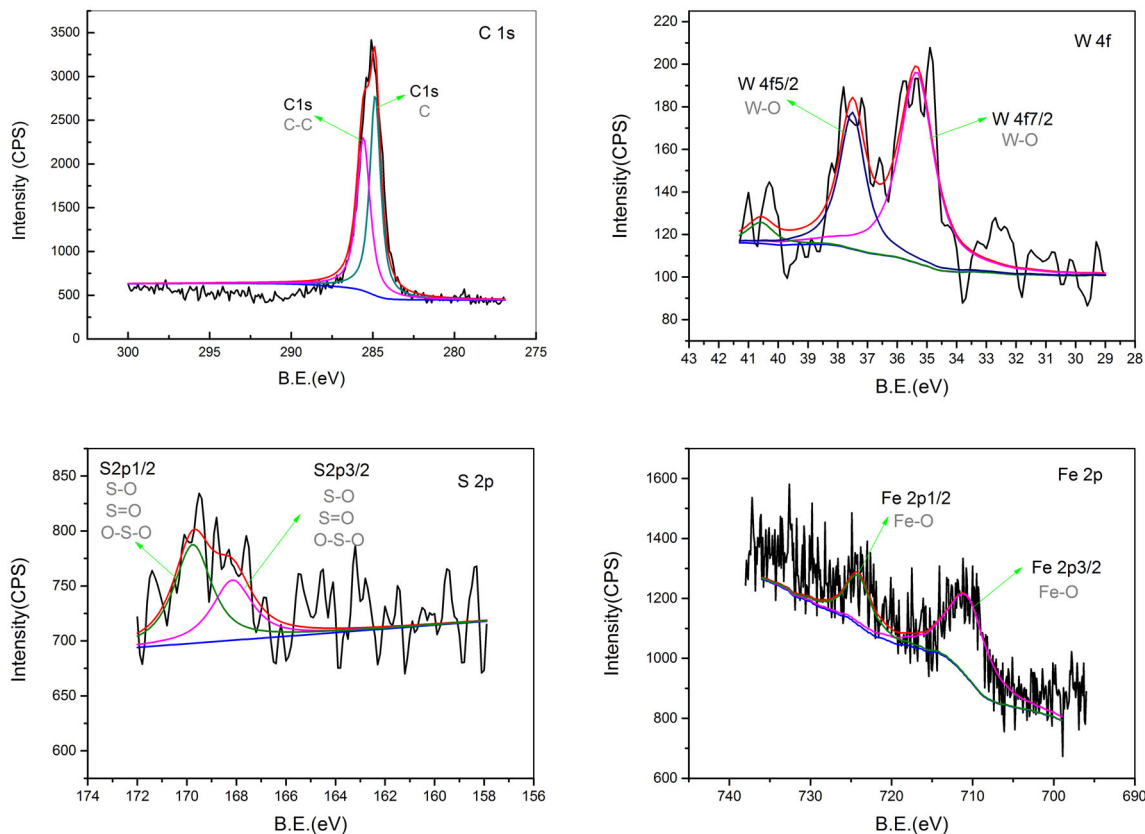 C 1s
C1s
C-C
C1s
C
Intensity (CPS)
3500
3000
2500
2000
1500
1000
500
0
300 295 290 285 280 275
B.E.(eV)
W 4f
W 4f5/2
W-O
W 4f7/2
W-O
Intensity(CPS)
220
200
180
160
140
120
100
80
43 42 41 40 39 38 37 36 35 34 33 32 31 30 29 28
B.E.(eV)
S 2p
S2p1/2
S-O
S=O
O-S-O
S2p3/2
S-O
S=O
O-S-O
Intensity(CPS)
850
800
750
700
650
600
174 172 170 168 166 164 162 160 158 156
B.E.(eV)
Fe 2p
Fe 2p1/2
Fe-O
Fe 2p3/2
Fe-O
Intensity(CPS)
1600
1400
1200
1000
800
600
740 730 720 710 700 690
B.E.(eV)